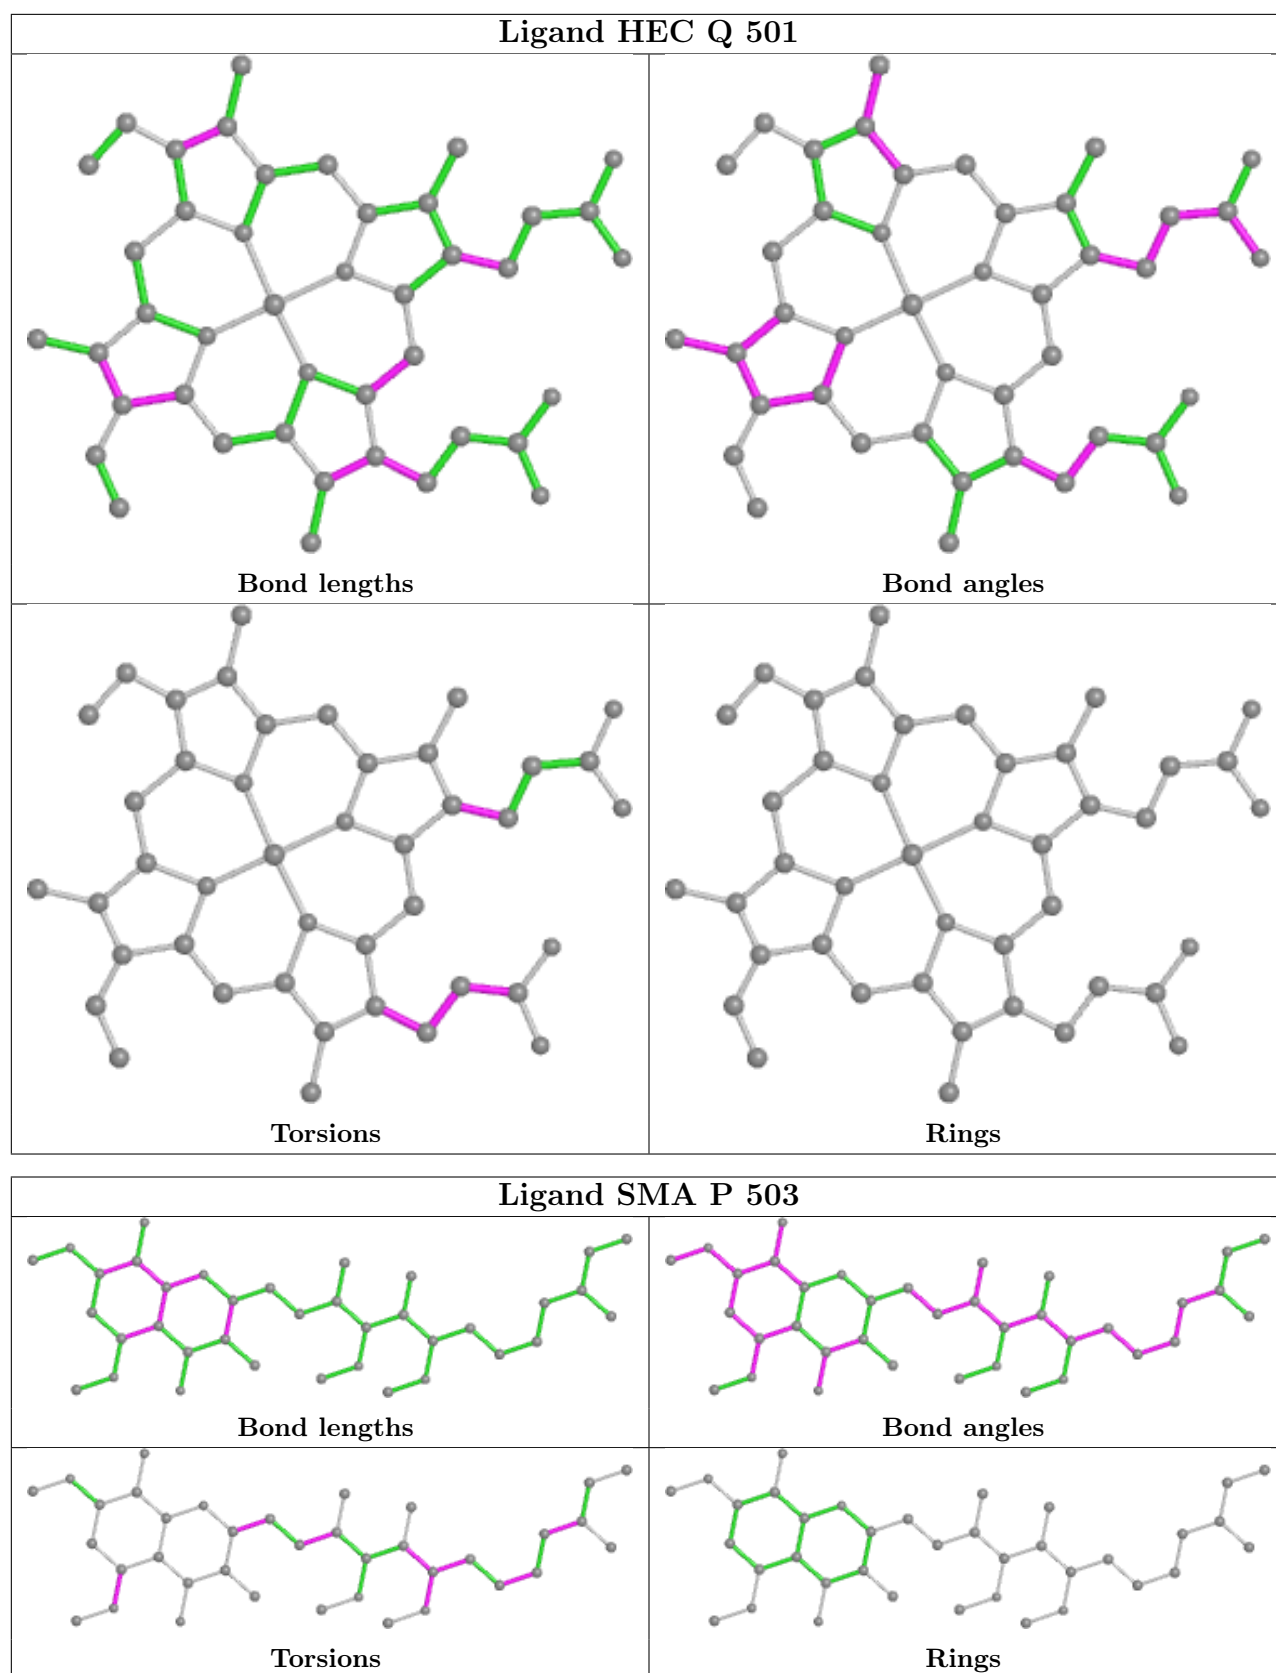 Ligand HEC Q 501
Bond lengths
Bond angles
Torsions
Rings
Ligand SMA P 503
Bond lengths
Bond angles
Torsions
Rings